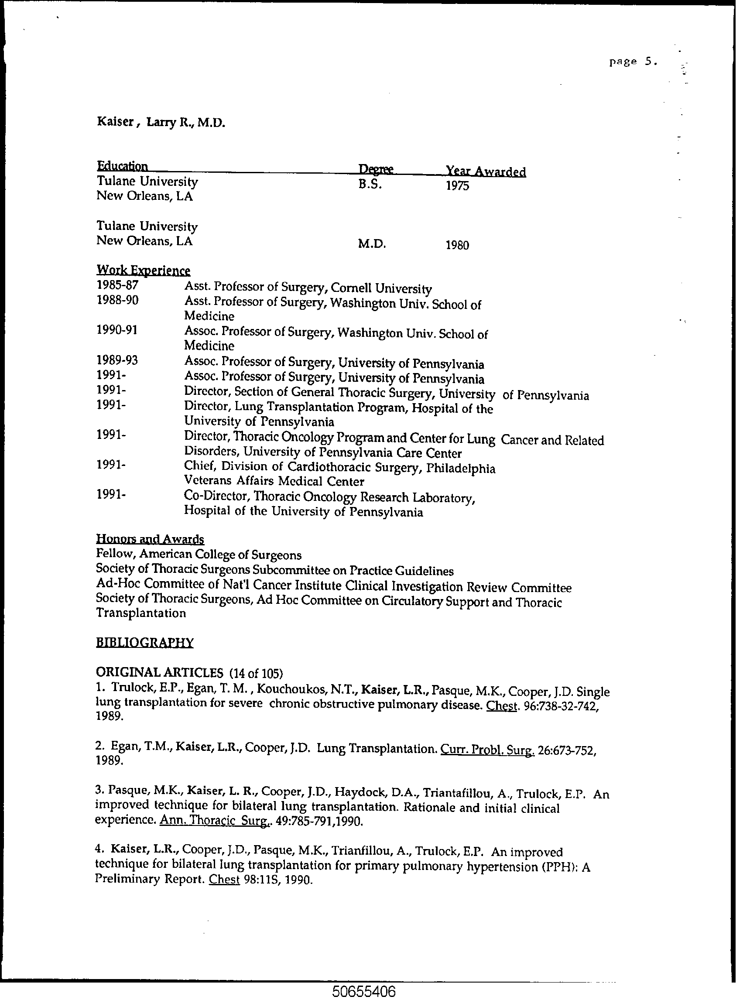 page 5.
Kaiser, Larry R., M.D.
Education Degree Year Awarded
Tulane University B.S. 1975
New Orleans, LA
Tulane University
New Orleans, LA M.D. 1980
Work Experience
1985-87 Asst. Professor of Surgery, Cornell University
1988-90 Asst. Professor of Surgery, Washington Univ. School of
Medicine
1990-91 Assoc. Professor of Surgery, Washington Univ. School of
Medicine
1989-93 Assoc. Professor of Surgery, University of Pennsylvania
1991- Assoc. Professor of Surgery, University of Pennsylvania
1991- Director, Section of General Thoracic Surgery, University of Pennsylvania
1991- Director, Lung Transplantation Program, Hospital of the
University of Pennsylvania
1991- Director, Thoracic Oncology Program and Center for Lung Cancer and Related
Disorders, University of Pennsylvania Care Center
1991- Chief, Division of Cardiothoracic Surgery, Philadelphia
Veterans Affairs Medical Center
1991- Co-Director, Thoracic Oncology Research Laboratory,
Hospital of the University of Pennsylvania
Honors and Awards
Fellow, American College of Surgeons
Society of Thoracic Surgeons Subcommittee on Practice Guidelines
Ad-Hoc Committee of Nat'l Cancer Institute Clinical Investigation Review Committee
Society of Thoracic Surgeons, Ad Hoc Committee on Circulatory Support and Thoracic
Transplantation
BIBLIOGRAPHY
ORIGINAL ARTICLES (14 of 105)
1. Trulock, E.P., Egan, T. M. , Kouchoukos, N.T., Kaiser, L.R., Pasque, M.K., Cooper, J.D. Single
lung transplantation for severe chronic obstructive pulmonary disease. Chest. 96:738-32-742,
1989.
2. Egan, T.M., Kaiser, L.R., Cooper, J.D. Lung Transplantation. Curr. Probl. Surg. 26:673-752,
1989.
3. Pasque, M.K., Kaiser, L. R., Cooper, J.D., Haydock, D.A., Triantafillou, A., Trulock, E.P. An
improved technique for bilateral lung transplantation. Rationale and initial clinical
experience. Ann. Thoracic Surg.. 49:785-791,1990.
4. Kaiser, L.R., Cooper, J.D., Pasque, M.K., Trianfillou, A., Trulock, E.P. An improved
technique for bilateral lung transplantation for primary pulmonary hypertension (PPH): A
Preliminary Report. Chest 98:11S, 1990.
50655406